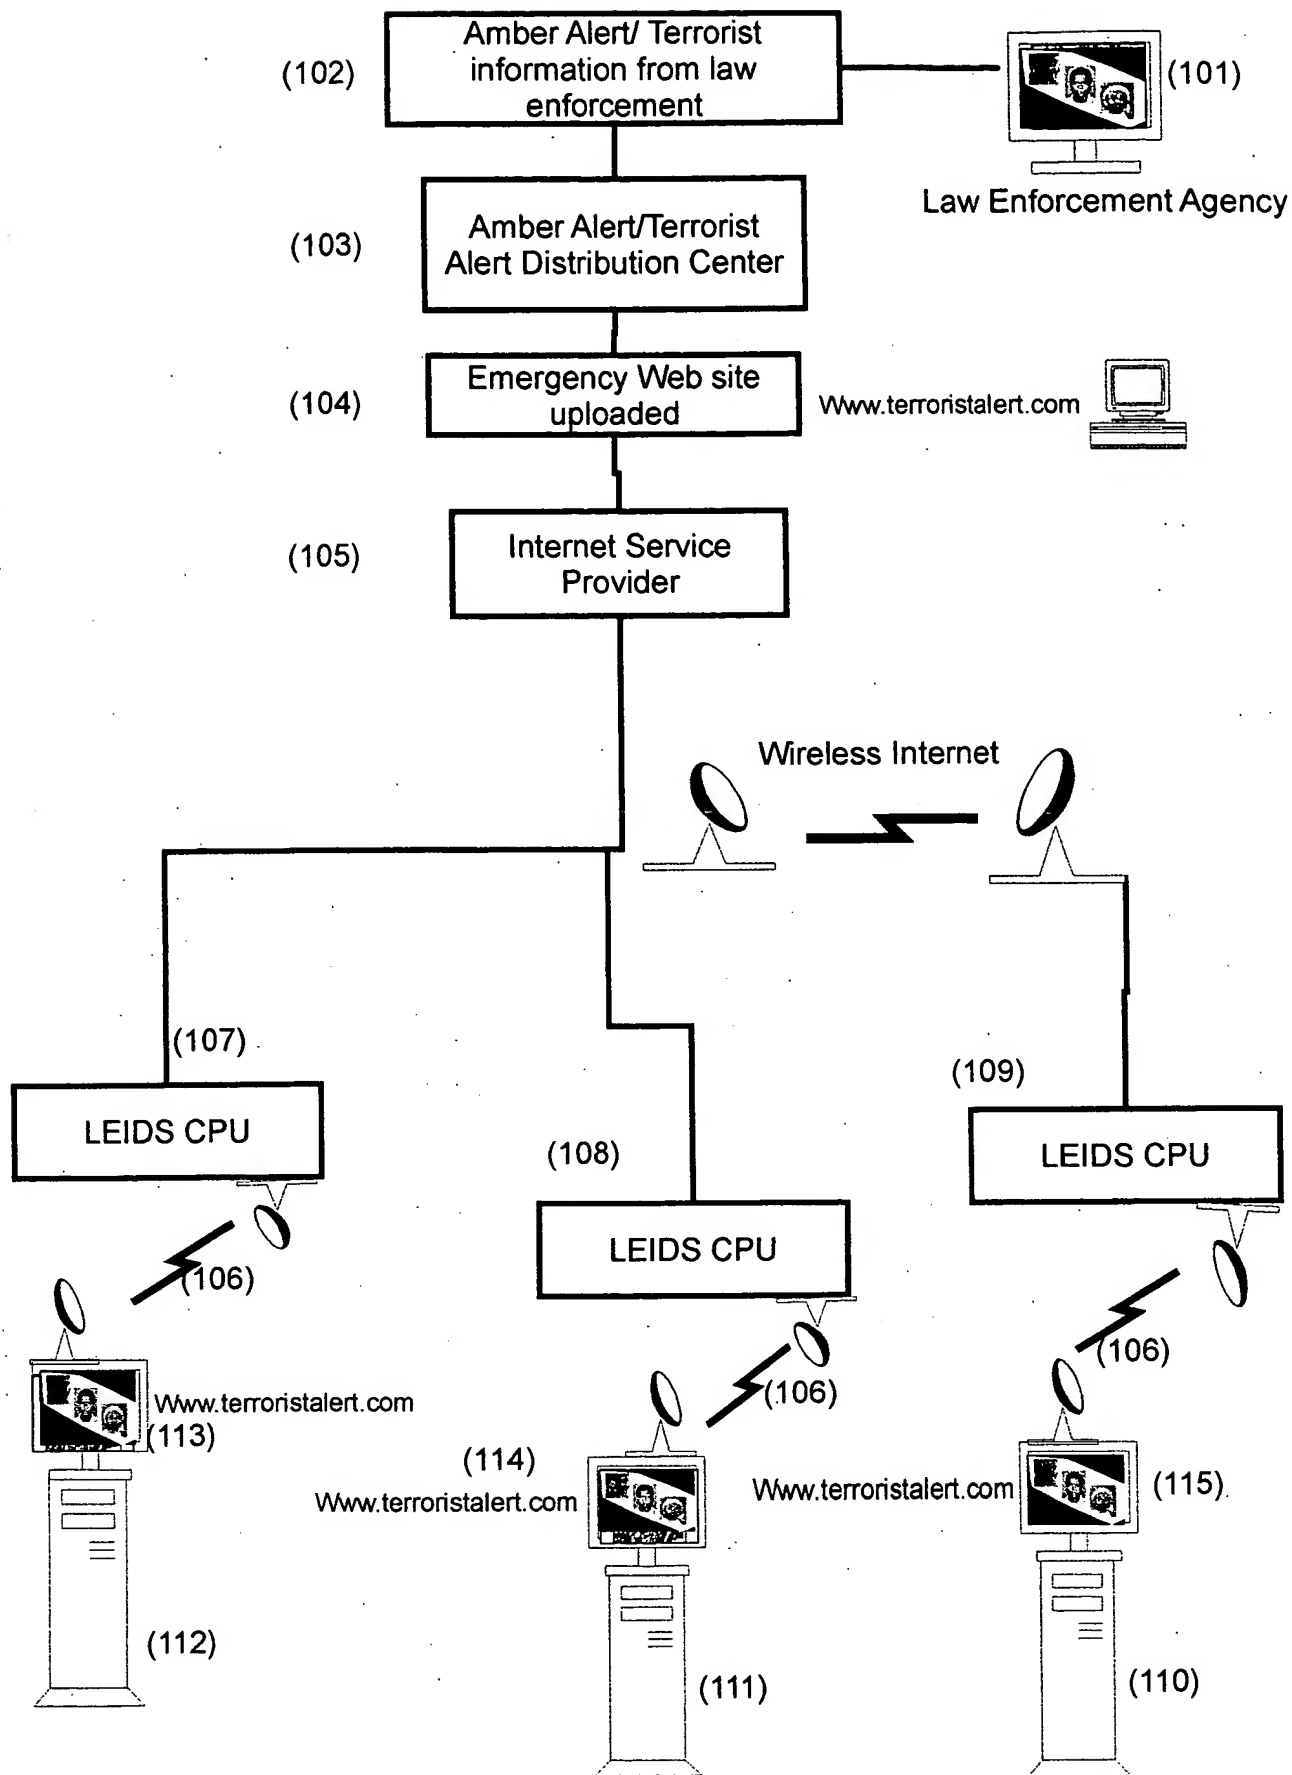 Amber Alert/ Terrorist
(102) information from law (101)
enforcement
Law Enforcement Agency
(103) Amber Alert/Terrorist
Alert Distribution Center
Emergency Web site
(104) uploaded Www.terroristalert.com
Internet Service
(105) Provider
Wireless Internet
(107)
(109)
LEIDS CPU
(108) LEIDS CPU
LEIDS CPU
(106)
(106)
(106)
Www.terroristalert.com
(113)
(114)
Www.terroristalert.com
Www.terroristalert.com (115)
(112)
(111)
(110)